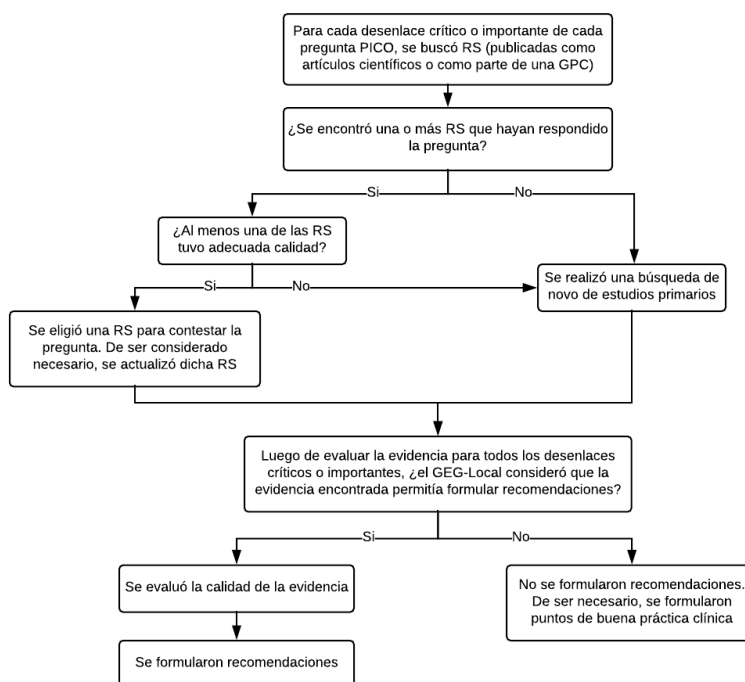 Para cada desenlace crítico o importante de cada
pregunta PICO, se buscó RS (publicadas como
artículos científicos o como parte de una GPC)
¿Se encontró una o más RS que hayan respondido
la pregunta?
Si
No
¿Al menos una de las RS
tuvo adecuada calidad?
Si
No
Se realizó una búsqueda de
novo de estudios primarios
Se eligió una RS para contestar la
pregunta. De ser considerado
necesario, se actualizó dicha RS
Luego de evaluar la evidencia para todos los desenlaces
críticos o importantes, ¿el GEG-Local consideró que la
evidencia encontrada permitía formular recomendaciones?
Si
No
Se evaluó la calidad de la evidencia
No se formularon recomendaciones.
De ser necesario, se formularon
puntos de buena práctica clínica
Se formularon recomendaciones